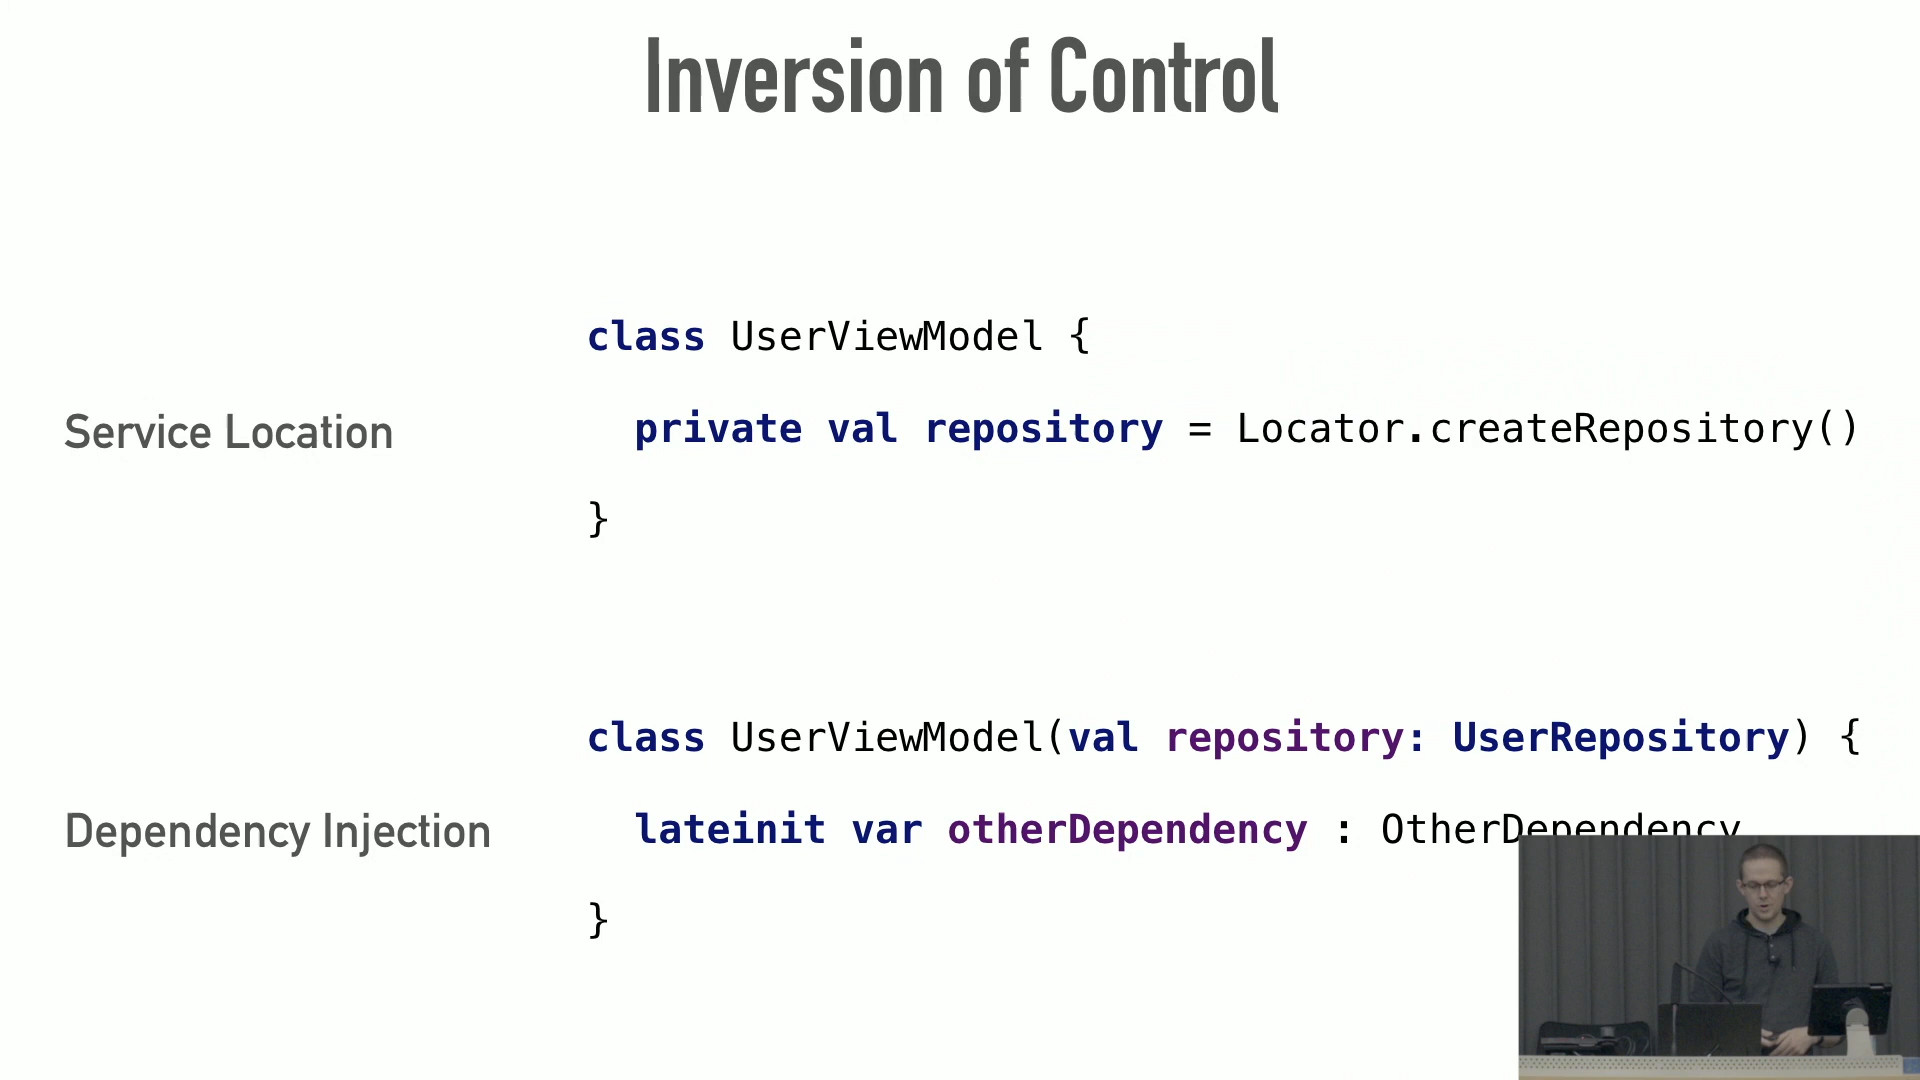 Inversion of Control
Service Location
class UserViewModel {
private val repository = Locator.createRepository()
}
Dependency Injection
class UserViewModel(val repository: UserRepository) {
lateinit var otherDependency : OtherDependency
}